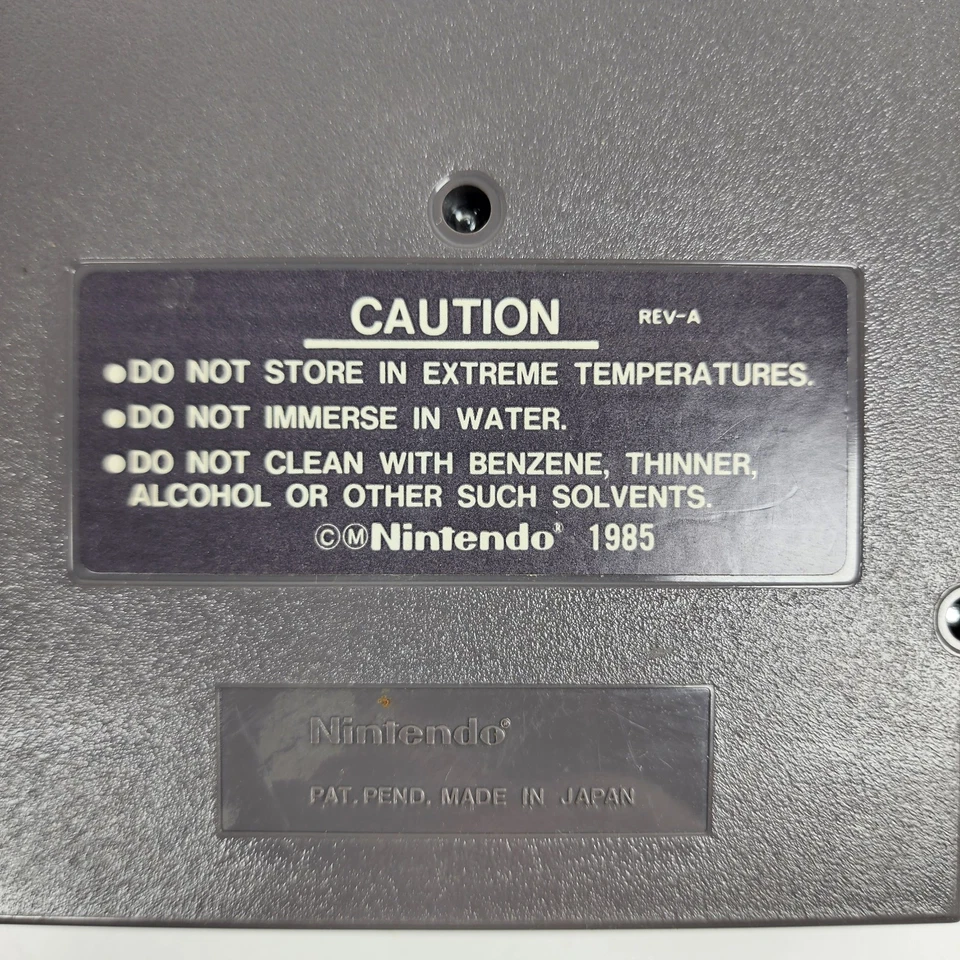 CAUTION REV-A
●DO NOT STORE IN EXTREME TEMPERATURES.
●DO NOT IMMERSE IN WATER.
●DO NOT CLEAN WITH BENZENE, THINNER,
ALCOHOL OR OTHER SUCH SOLVENTS.
©ⓂNintendo® 1985
Nintendo®
PAT. PEND. MADE IN JAPAN